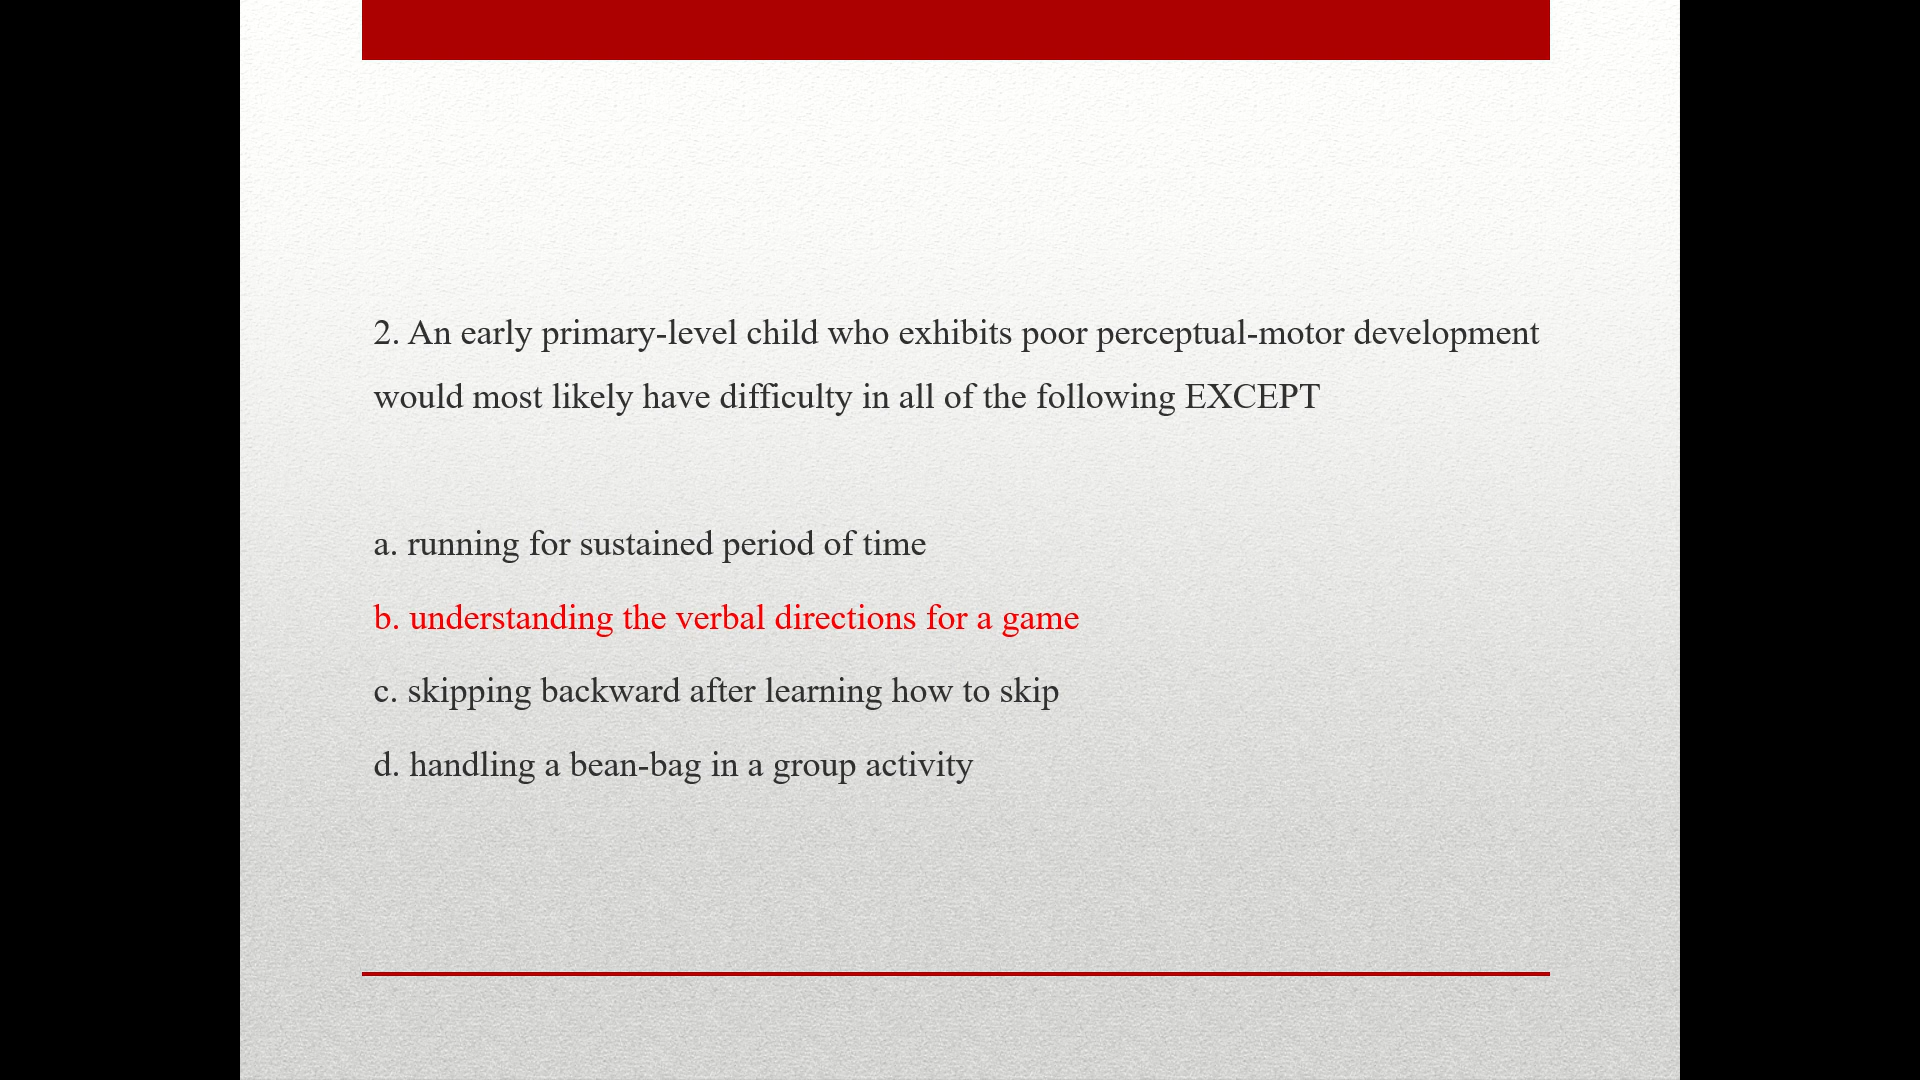 2. An early primary-level child who exhibits poor perceptual-motor development
would most likely have difficulty in all of the following EXCEPT
a. running for sustained period of time
b. understanding the verbal directions for a game
c. skipping backward after learning how to skip
d. handling a bean-bag in a group activity